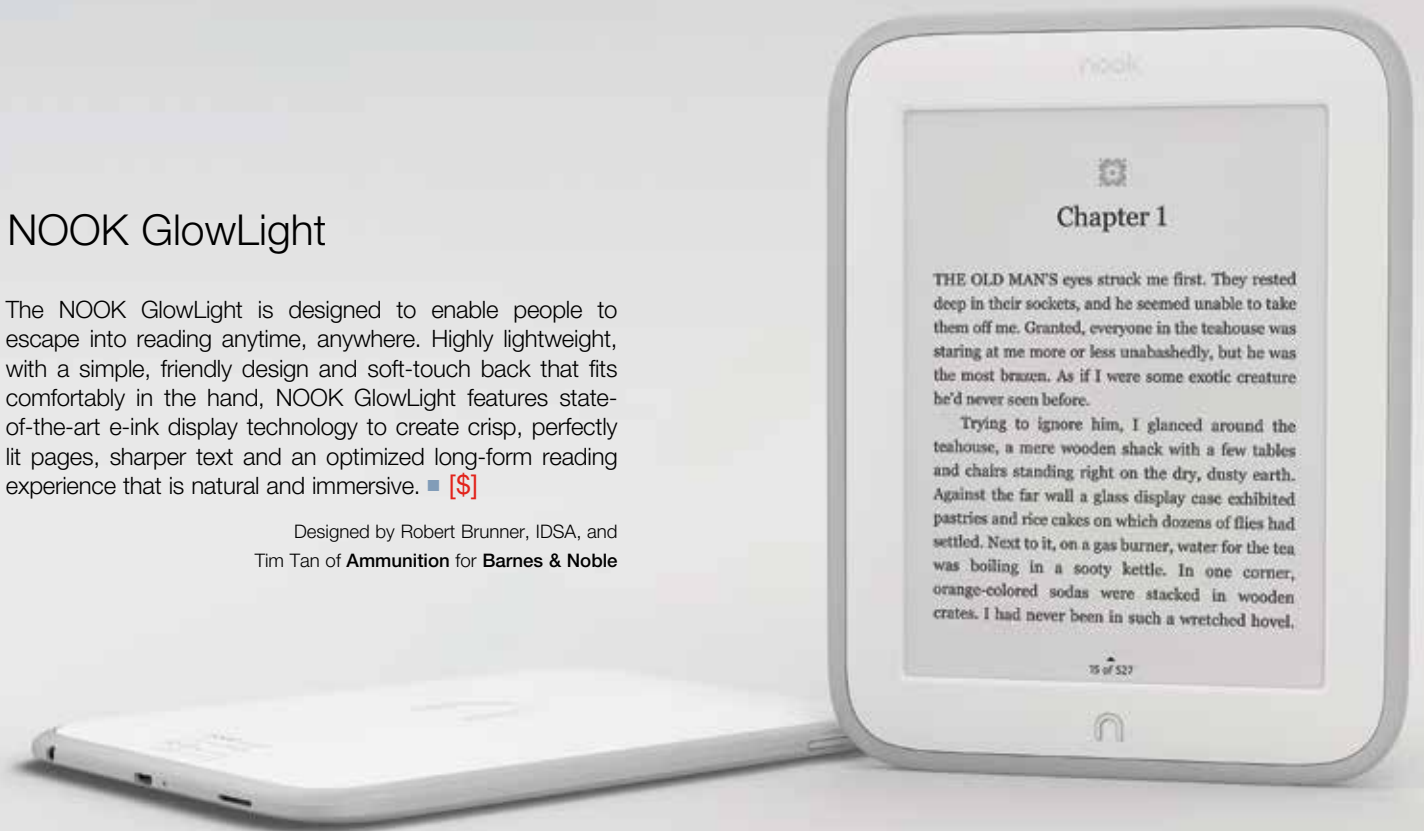 NOOK GlowLight
The NOOK GlowLight is designed to enable people to
escape into reading anytime, anywhere. Highly lightweight,
with a simple, friendly design and soft-touch back that fits
comfortably in the hand, NOOK GlowLight features state-
of-the-art e-ink display technology to create crisp, perfectly
lit pages, sharper text and an optimized long-form reading
experience that is natural and immersive. ■ [$]
Designed by Robert Brunner, IDSA, and
Tim Tan of Ammunition for Barnes & Noble
nook
Chapter 1
THE OLD MAN'S eyes struck me first. They rested
deep in their sockets, and he seemed unable to take
them off me. Granted, everyone in the teahouse was
staring at me more or less unabashedly, but he was
the most brazen. As if I were some exotic creature
he'd never seen before.
Trying to ignore him, I glanced around the
teahouse, a mere wooden shack with a few tables
and chairs standing right on the dry, dusty earth.
Against the far wall a glass display case exhibited
pastries and rice cakes on which dozens of flies had
settled. Next to it, on a gas burner, water for the tea
was boiling in a sooty kettle. In one corner,
orange-colored sodas were stacked in wooden
crates. I had never been in such a wretched hovel.
75 of 527